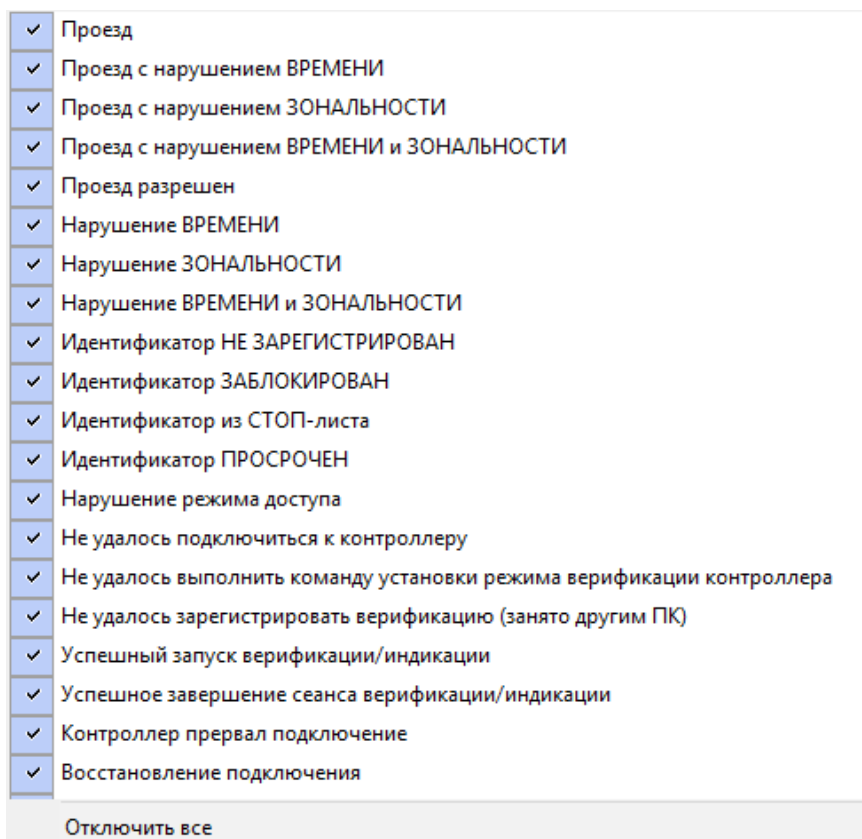 Проезд
Проезд с нарушением ВРЕМЕНИ
Проезд с нарушением ЗОНАЛЬНОСТИ
Проезд с нарушением ВРЕМЕНИ и ЗОНАЛЬНОСТИ
Проезд разрешен
Нарушение ВРЕМЕНИ
Нарушение ЗОНАЛЬНОСТИ
Нарушение ВРЕМЕНИ и ЗОНАЛЬНОСТИ
Идентификатор НЕ ЗАРЕГИСТРИРОВАН
Идентификатор ЗАБЛОКИРОВАН
Идентификатор из СТОП-листа
Идентификатор ПРОСРОЧЕН
Нарушение режима доступа
Не удалось подключиться к контроллеру
Не удалось выполнить команду установки режима верификации контроллера
Не удалось зарегистрировать верификацию (занято другим ПК)
Успешный запуск верификации/индикации
Успешное завершение сеанса верификации/индикации
Контроллер прервал подключение
Восстановление подключения
Отключить все